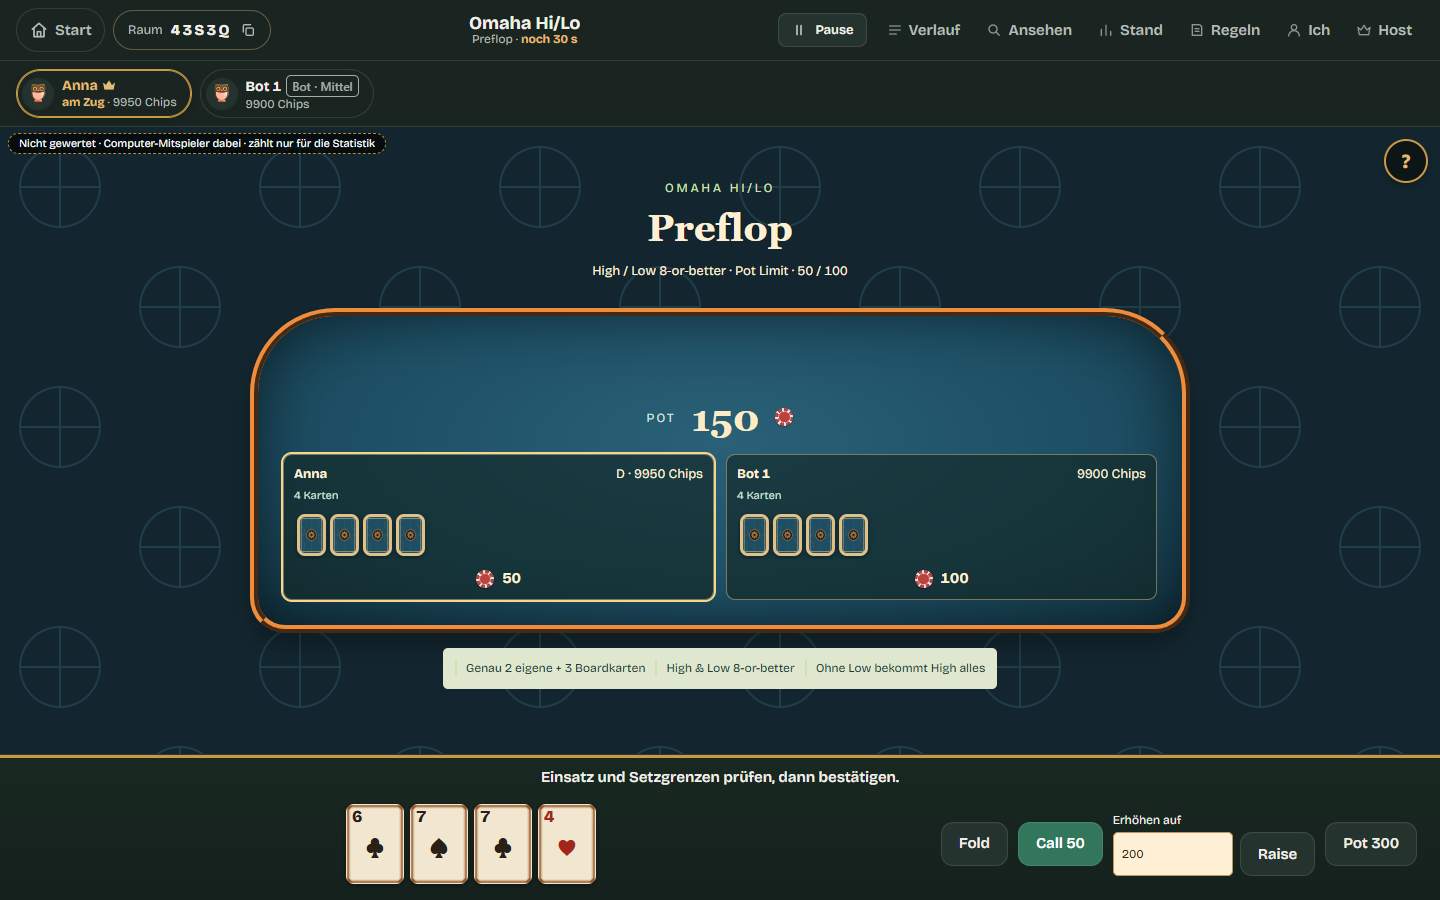 Start
Raum 43S3Q
Omaha Hi/Lo
Preflop · noch 30 s
Pause
Verlauf
Ansehen
Stand
Regeln
Ich
Host
Anna
am Zug · 9950 Chips
Bot 1 Bot · Mittel
9900 Chips
Nicht gewertet · Computer-Mitspieler dabei · zählt nur für die Statistik
?
OMAHA HI/LO
Preflop
High / Low 8-or-better · Pot Limit · 50 / 100
POT 150
Anna D · 9950 Chips
4 Karten
50
Bot 1 9900 Chips
4 Karten
100
Genau 2 eigene + 3 Boardkarten High & Low 8-or-better Ohne Low bekommt High alles
Einsatz und Setzgrenzen prüfen, dann bestätigen.
6 7 7 4
Fold
Call 50
Erhöhen auf
200
Raise
Pot 300